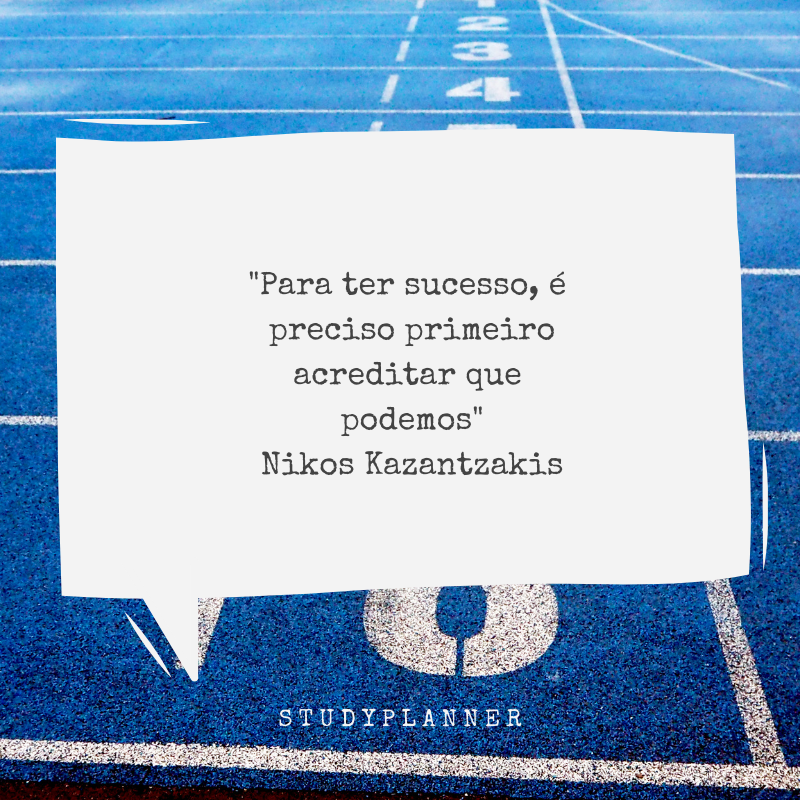 2
3
4
"Para ter sucesso, é
preciso primeiro
acreditar que
podemos"
Nikos Kazantzakis
STUDYPLANNER